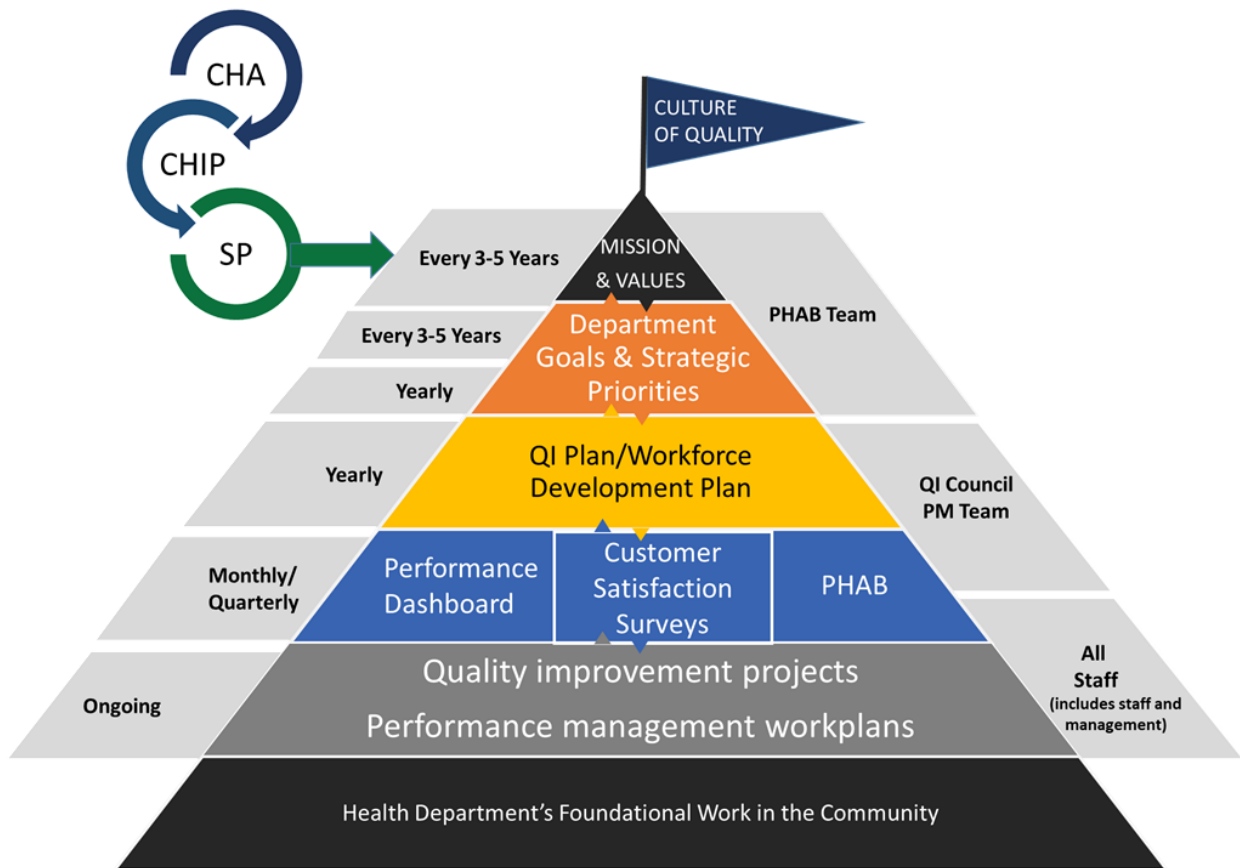 CHA
CHIP
SP
CULTURE
OF QUALITY
Every 3-5 Years
MISSION
& VALUES
PHAB Team
Every 3-5 Years
Department
Goals & Strategic
Priorities
Yearly
Yearly
QI Plan/Workforce
Development Plan
QI Council
PM Team
Monthly/
Quarterly
Performance
Dashboard
Customer
Satisfaction
Surveys
PHAB
Ongoing
Quality improvement projects
Performance management workplans
All
Staff
(includes staff and
management)
Health Department’s Foundational Work in the Community